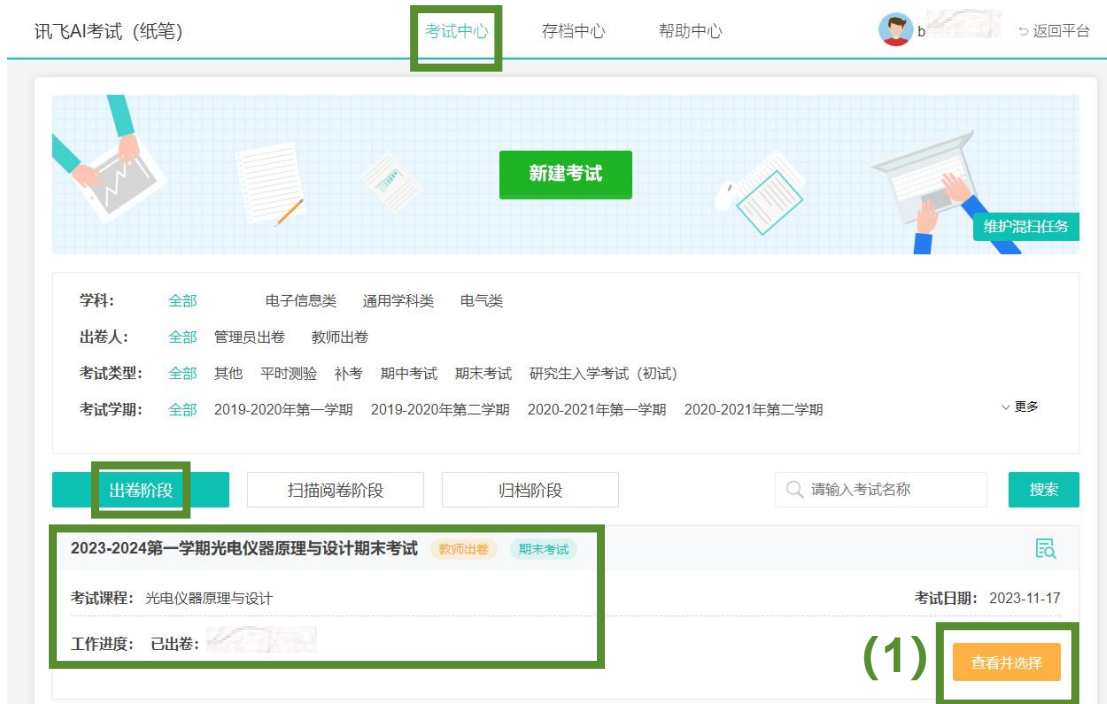 讯飞AI考试（纸笔） 考试中心 存档中心 帮助中心 b 返回平台
新建考试
维护混扫任务
学科： 全部 电子信息类 通用学科类 电气类
出卷人： 全部 管理员出卷 教师出卷
考试类型： 全部 其他 平时测验 补考 期中考试 期末考试 研究生入学考试（初试）
考试学期： 全部 2019-2020年第一学期 2019-2020年第二学期 2020-2021年第一学期 2020-2021年第二学期 更多
出卷阶段 扫描阅卷阶段 归档阶段 请输入考试名称 搜索
2023-2024第一学期光电仪器原理与设计期末考试 教师出卷 期末考试
考试课程： 光电仪器原理与设计 考试日期： 2023-11-17
工作进度： 已出卷：
(1) 查看并选择